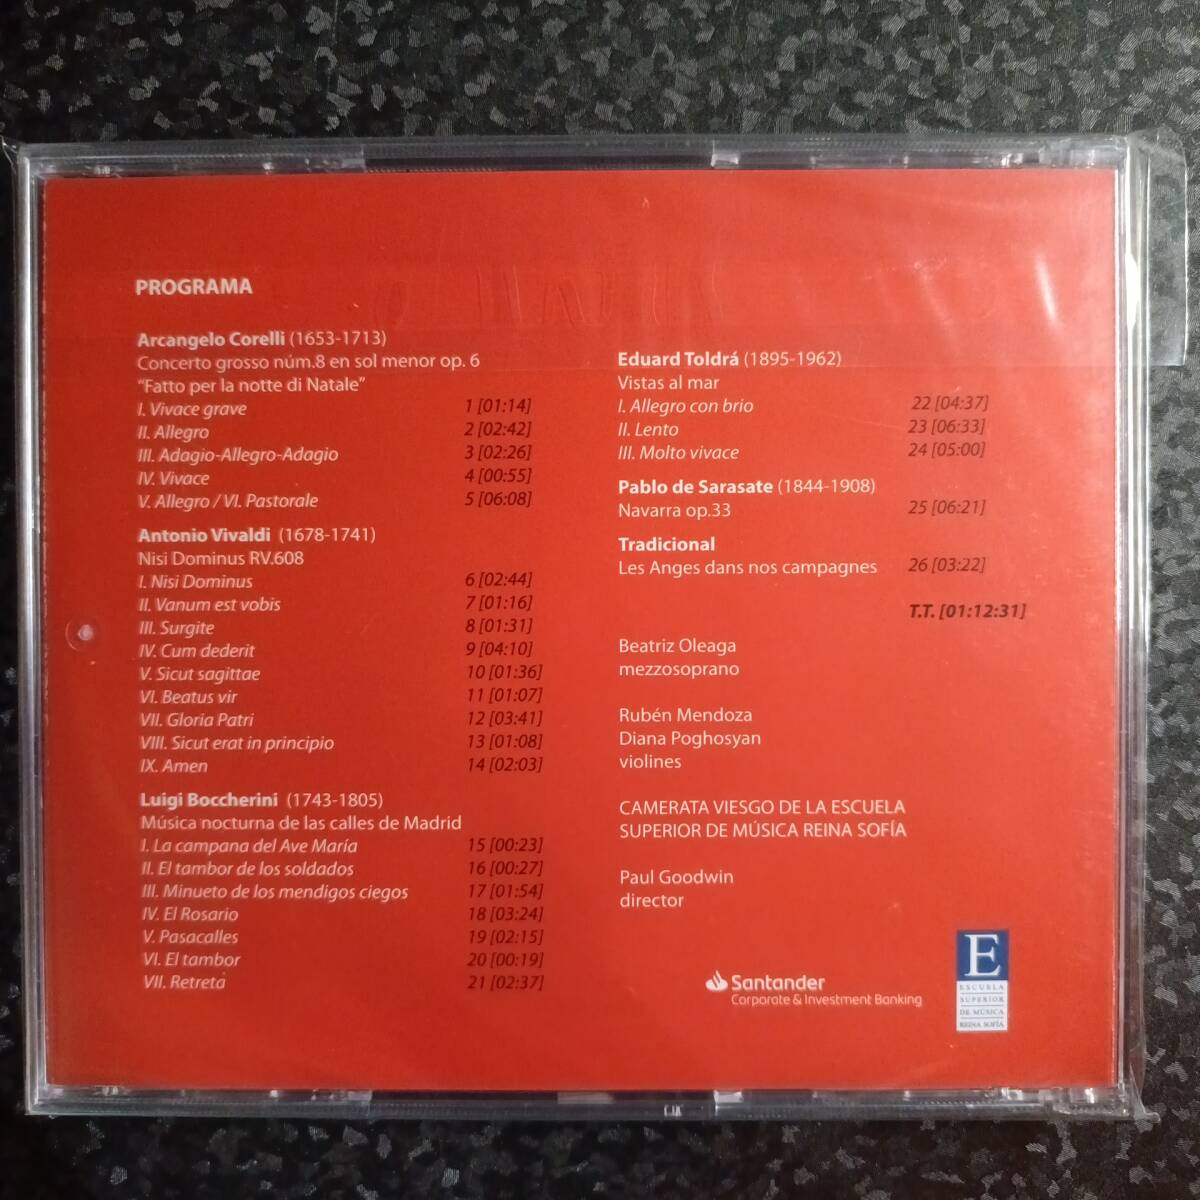 PROGRAMA
Arcangelo Corelli (1653-1713)
Concerto grosso núm.8 en sol menor op. 6
"Fatto per la notte di Natale"
I. Vivace grave 1 [01:14]
II. Allegro 2 [02:42]
III. Adagio-Allegro-Adagio 3 [02:26]
IV. Vivace 4 [00:55]
V. Allegro / VI. Pastorale 5 [06:08]
Antonio Vivaldi (1678-1741)
Nisi Dominus RV.608
I. Nisi Dominus 6 [02:44]
II. Vanum est vobis 7 [01:16]
III. Surgite 8 [01:31]
IV. Cum dederit 9 [04:10]
V. Sicut sagittae 10 [01:36]
VI. Beatus vir 11 [01:07]
VII. Gloria Patri 12 [03:41]
VIII. Sicut erat in principio 13 [01:08]
IX. Amen 14 [02:03]
Luigi Boccherini (1743-1805)
Música nocturna de las calles de Madrid
I. La campana del Ave María 15 [00:23]
II. El tambor de los soldados 16 [00:27]
III. Minueto de los mendigos ciegos 17 [01:54]
IV. El Rosario 18 [03:24]
V. Pasacalles 19 [02:15]
VI. El tambor 20 [00:19]
VII. Retreta 21 [02:37]
Eduard Toldrá (1895-1962)
Vistas al mar
I. Allegro con brio 22 [04:37]
II. Lento 23 [06:33]
III. Molto vivace 24 [05:00]
Pablo de Sarasate (1844-1908)
Navarra op.33 25 [06:21]
Tradicional
Les Anges dans nos campagnes 26 [03:22]
T.T. [01:12:31]
Beatriz Oleaga
mezzosoprano
Rubén Mendoza
Diana Poghosyan
violines
CAMERATA VIESGO DE LA ESCUELA
SUPERIOR DE MÚSICA REINA SOFÍA
Paul Goodwin
director
Santander
Corporate & Investment Banking
E
ESCUELA
SUPERIOR
DE MÚSICA
REINA SOFÍA